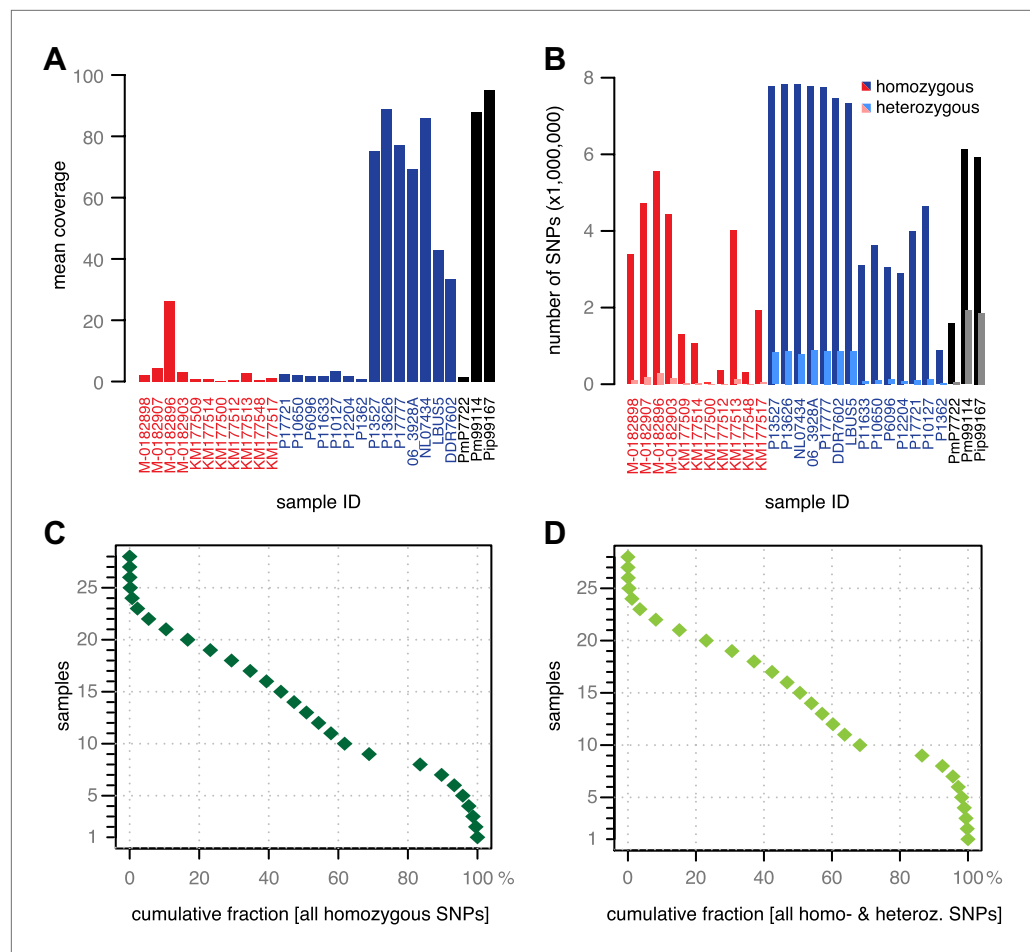 A
mean coverage
100
80
60
40
20
0
M-0182898
M-0182907
M-0182896
M-0182903
KM177509
KM177514
KM177500
KM177512
KM177513
KM177548
KM177517
P17721
P10650
P6096
P11633
P10127
P12204
P1362
P13527
P13626
P17777
06_3928A
NL07434
LBUS5
DDR7602
PmP7722
Pm99114
Pip99167
sample ID
B
number of SNPs (x1,000,000)
8
6
4
2
0
homozygous
heterozygous
M-0182898
M-0182907
M-0182896
M-0182903
KM177509
KM177514
KM177500
KM177512
KM177513
KM177548
KM177517
P13527
P13626
NL07434
06_3928A
P17777
DDR7602
LBUS5
P11633
P10650
P6096
P12204
P17721
P10127
P1362
PmP7722
Pm99114
Pip99167
sample ID
C
samples
25
20
15
10
5
1
0 20 40 60 80 100 %
cumulative fraction [all homozygous SNPs]
D
samples
25
20
15
10
5
1
0 20 40 60 80 100 %
cumulative fraction [all homo- & heteroz. SNPs]